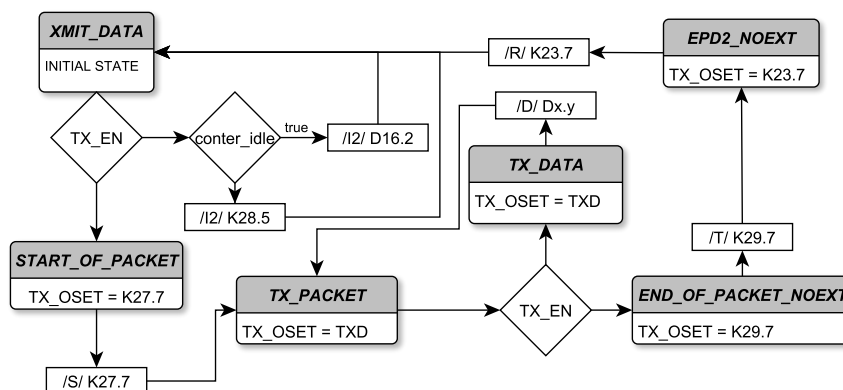 XMIT_DATA
INITIAL STATE
TX_EN
conter_idle
true
/I2/ D16.2
/I2/ K28.5
/R/ K23.7
EPD2_NOEXT
TX_OSET = K23.7
/D/ Dx.y
TX_DATA
TX_OSET = TXD
/T/ K29.7
START_OF_PACKET
TX_OSET = K27.7
/S/ K27.7
TX_PACKET
TX_OSET = TXD
TX_EN
END_OF_PACKET_NOEXT
TX_OSET = K29.7